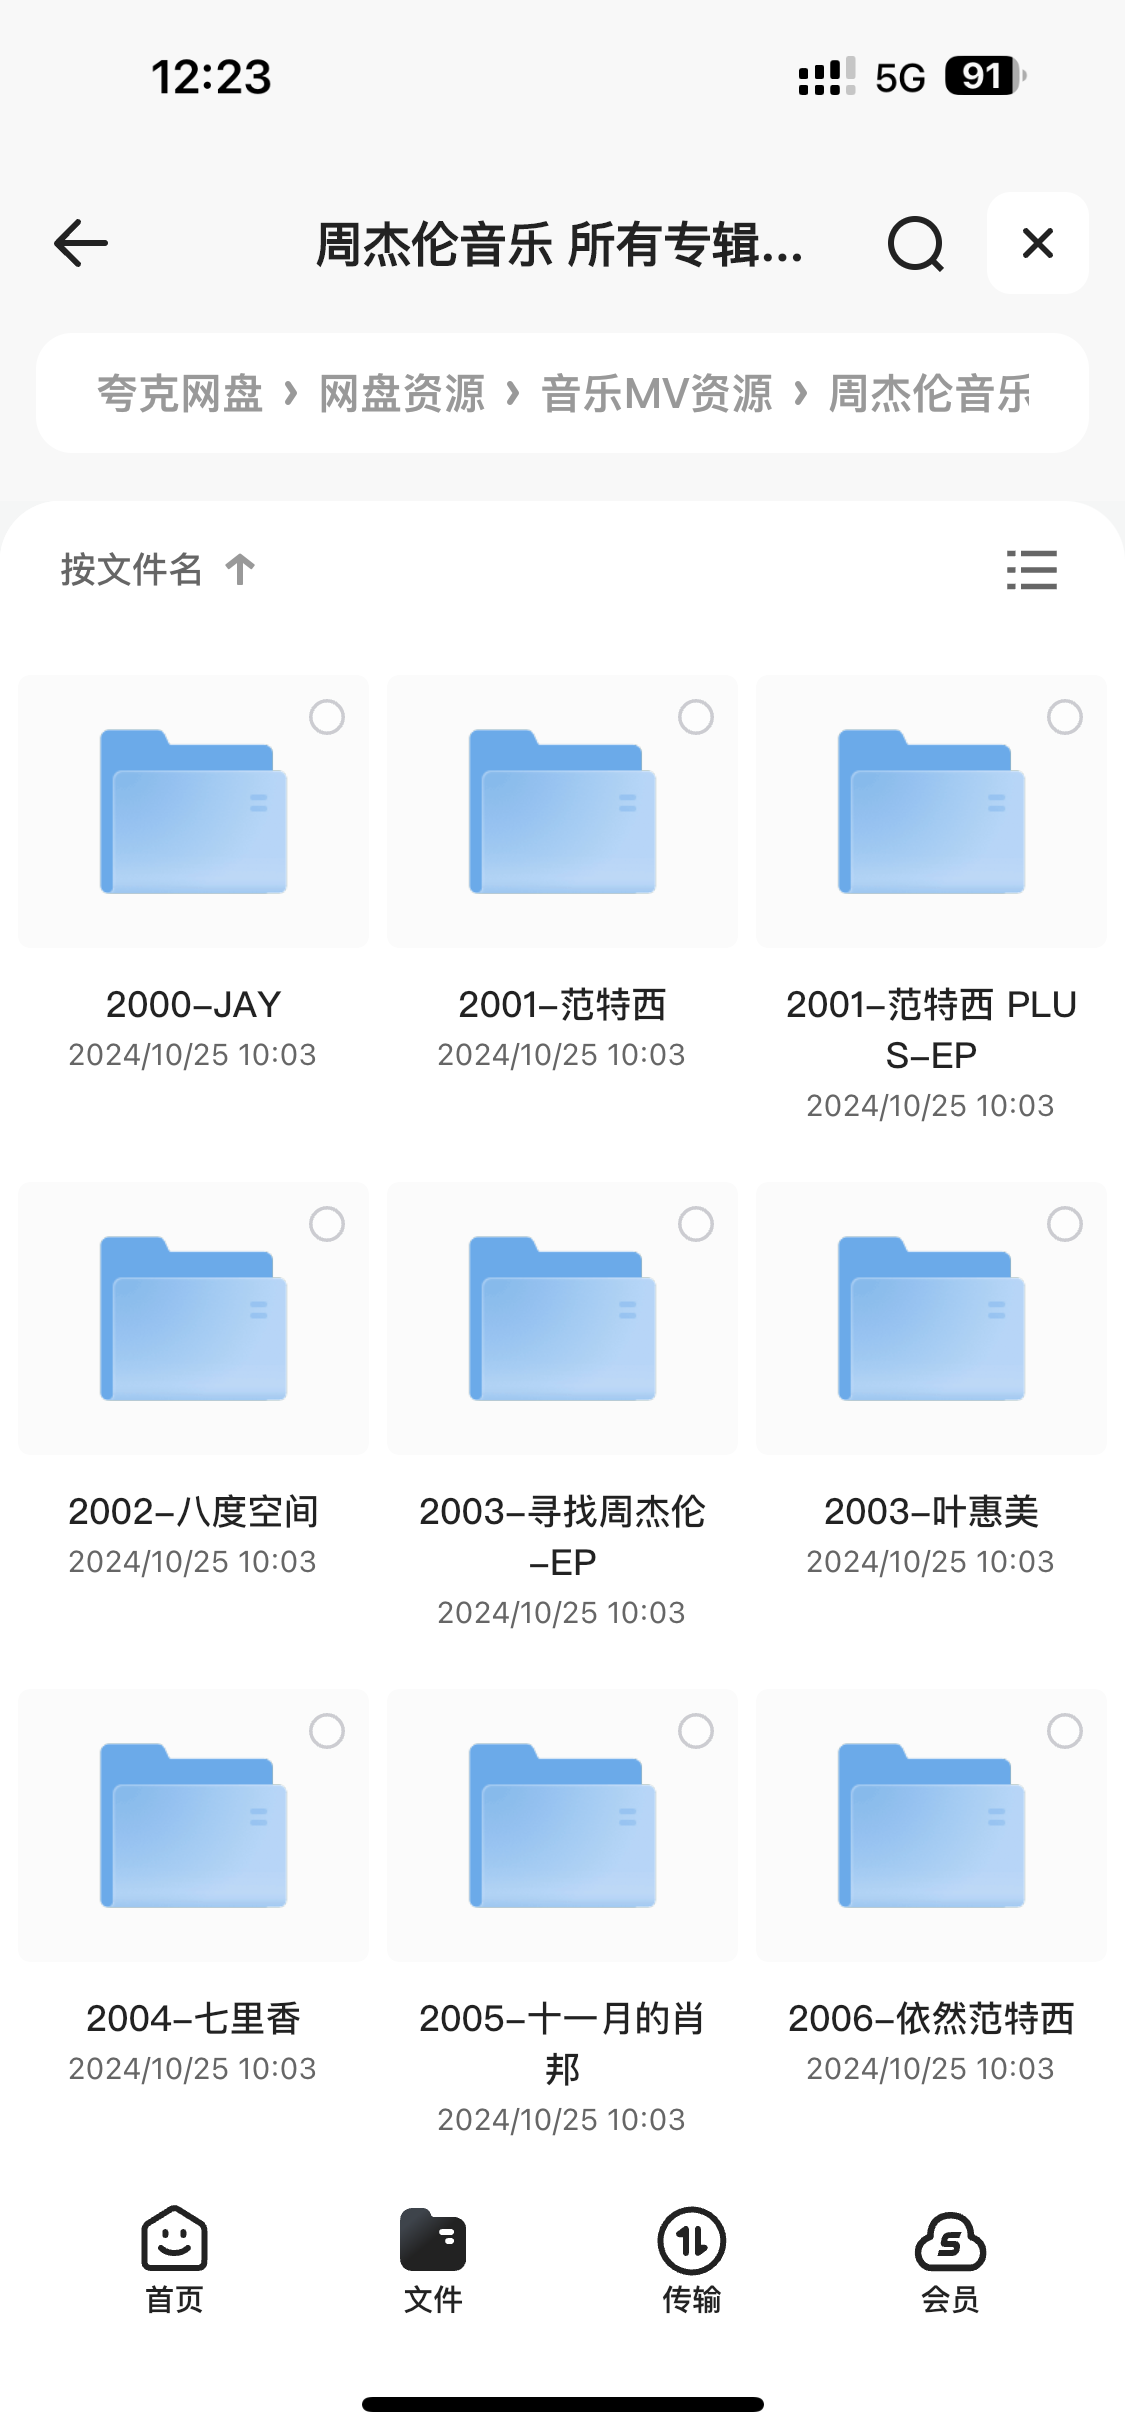 12:23
5G 91
周杰伦音乐 所有专辑...
夸克网盘 › 网盘资源 › 音乐MV资源 › 周杰伦音乐
按文件名
2000-JAY
2024/10/25 10:03
2001-范特西
2024/10/25 10:03
2001-范特西 PLU
S-EP
2024/10/25 10:03
2002-八度空间
2024/10/25 10:03
2003-寻找周杰伦
-EP
2024/10/25 10:03
2003-叶惠美
2024/10/25 10:03
2004-七里香
2024/10/25 10:03
2005-十一月的肖
邦
2024/10/25 10:03
2006-依然范特西
2024/10/25 10:03
首页
文件
传输
会员